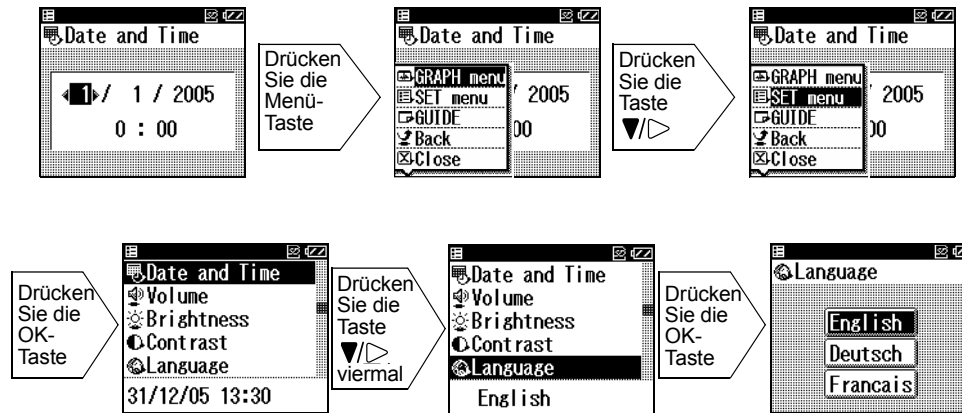 Date and Time
1 / 1 / 2005
0 : 00
Drücken
Sie die
Menü-
Taste
Date and Time
GRAPH menu
SET menu
/ 2005
GUIDE
Back
00
Close
Drücken
Sie die
Taste
▼/▷
Date and Time
GRAPH menu
SET menu
/ 2005
GUIDE
Back
00
Close
Drücken
Sie die
OK-
Taste
Date and Time
Volume
Brightness
Contrast
Language
31/12/05 13:30
Drücken
Sie die
Taste
▼/▷
viermal
Date and Time
Volume
Brightness
Contrast
Language
English
Drücken
Sie die
OK-
Taste
Language
English
Deutsch
Francais